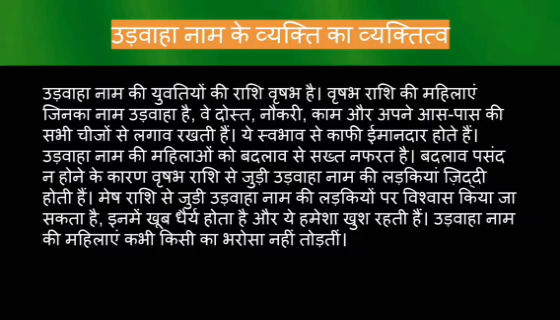 उड़वाहा नाम के व्यक्ति का व्यक्तित्व
उड़वाहा नाम की युवतियों की राशि वृषभ है। वृषभ राशि की महिलाएं
जिनका नाम उड़वाहा है, वे दोस्त, नौकरी, काम और अपने आस-पास की
सभी चीजों से लगाव रखती हैं। ये स्वभाव से काफी ईमानदार होते हैं।
उड़वाहा नाम की महिलाओं को बदलाव से सख्त नफरत है। बदलाव पसंद
न होने के कारण वृषभ राशि से जुड़ी उड़वाहा नाम की लड़कियां ज़िद्दी
होती हैं। मेष राशि से जुड़ी उड़वाहा नाम की लड़कियों पर विश्वास किया जा
सकता है, इनमें खूब धैर्य होता है और ये हमेशा खुश रहती हैं। उड़वाहा नाम
की महिलाएं कभी किसी का भरोसा नहीं तोड़तीं।